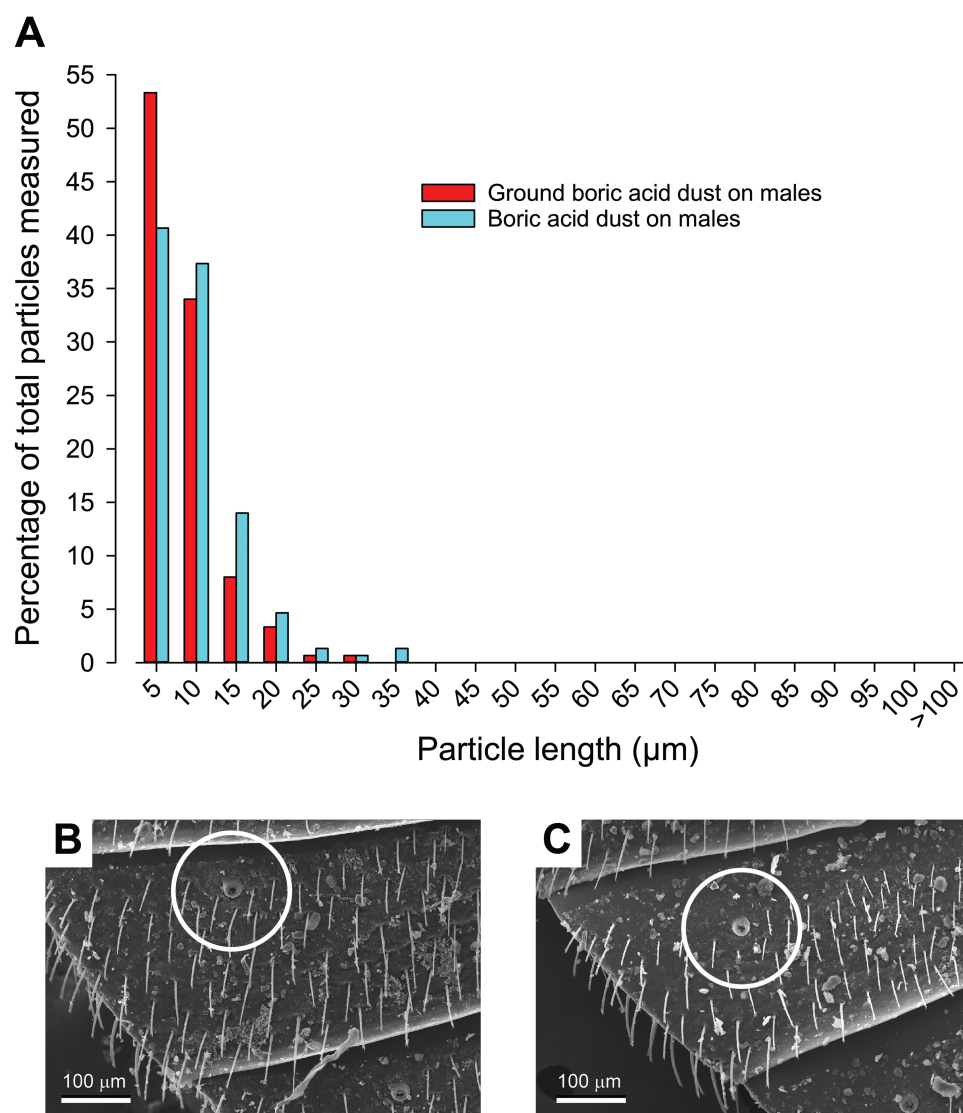 A
Percentage of total particles measured
55
50
45
40
35
30
25
20
15
10
5
0
Ground boric acid dust on males
Boric acid dust on males
5 10 15 20 25 30 35 40 45 50 55 60 65 70 75 80 85 90 95 100 >100
Particle length (µm)
B
100 µm
C
100 µm